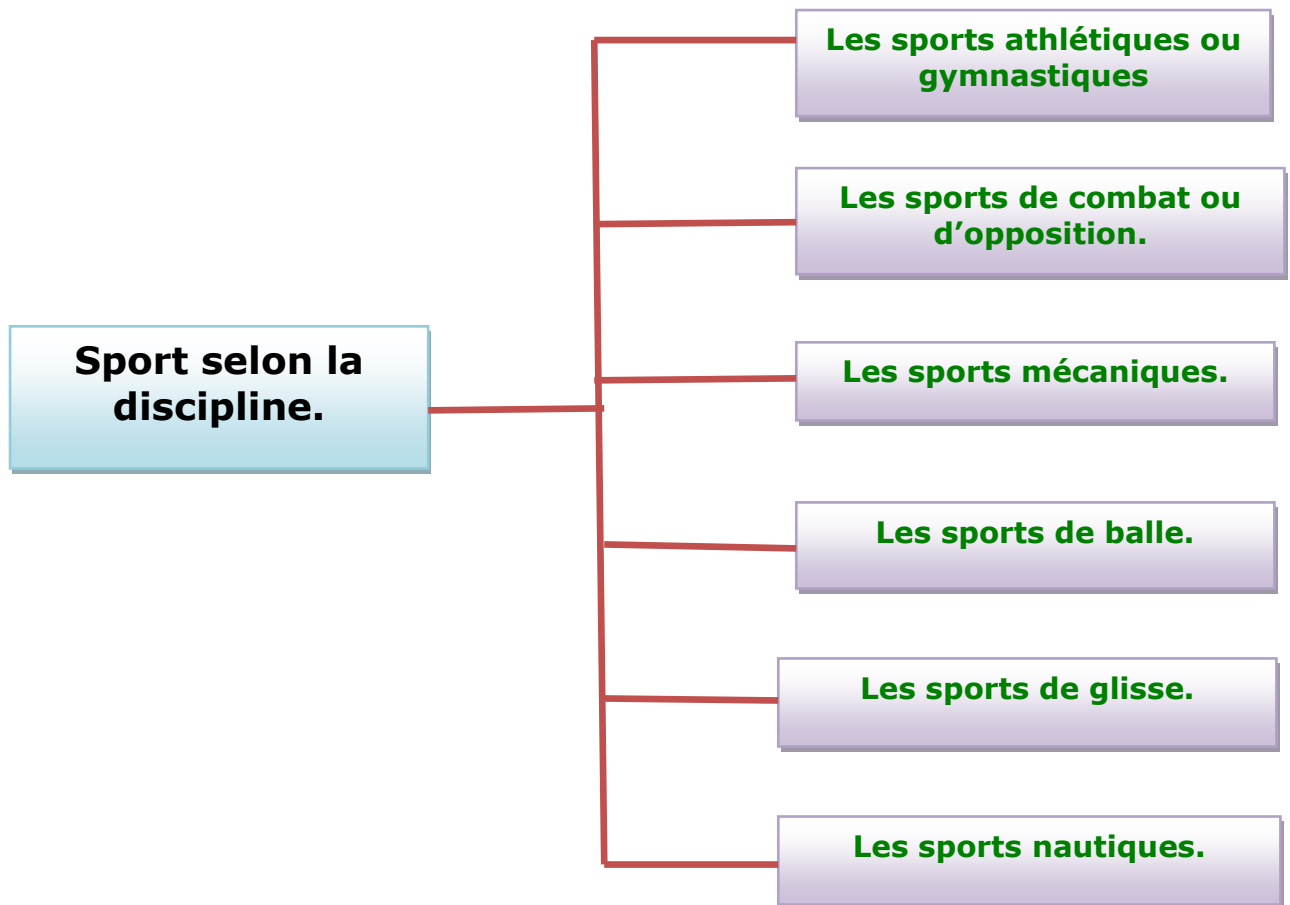 Les sports athlétiques ou
gymnastiques
Les sports de combat ou
d’opposition.
Sport selon la
discipline.
Les sports mécaniques.
Les sports de balle.
Les sports de glisse.
Les sports nautiques.